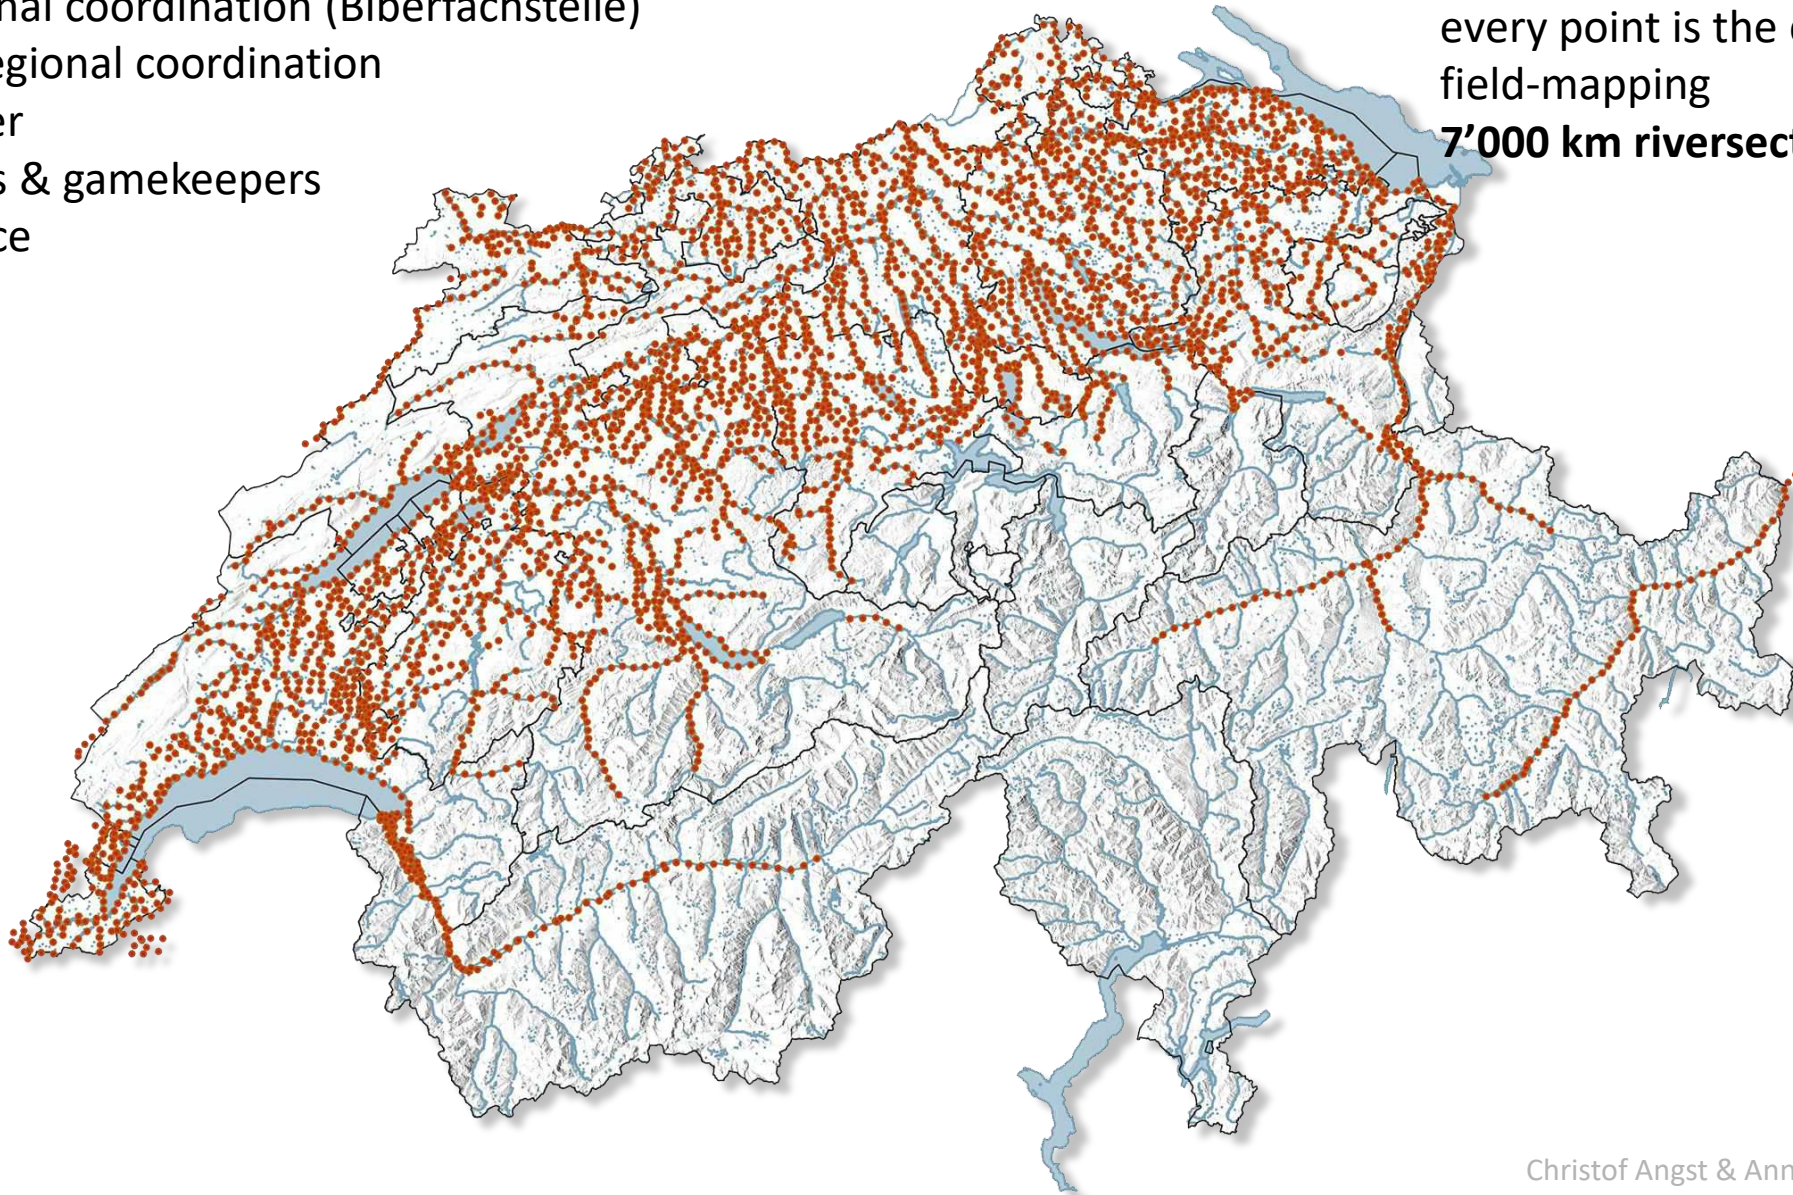 nal coordination (Biberfachstelle)
egional coordination
er
s & gamekeepers
ce
every point is the
field-mapping
7’000 km riversect
Christof Angst & Ann